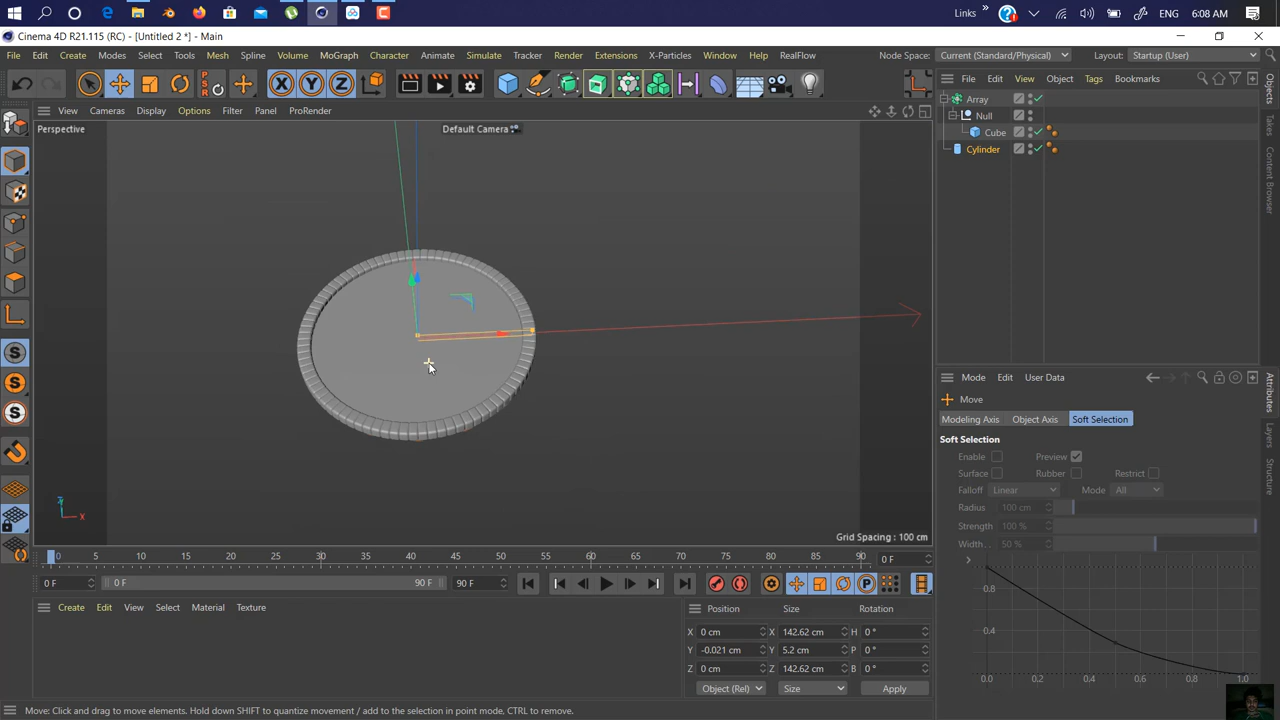 Links
ENG
6:08 AM
Cinema 4D R21.115 (RC) - [Untitled 2 *] - Main
File Edit Create Modes Select Tools Mesh Spline Volume MoGraph Character Animate Simulate Tracker Render Extensions X-Particles Window Help RealFlow Node Space: Current (Standard/Physical) Layout: Startup (User)
File Edit View Object Tags Bookmarks
PSR X Y Z
View Cameras Display Options Filter Panel ProRender
Array
Null
Cube
Cylinder
Perspective
Default Camera
Objects
Takes
Content Browser
Mode Edit User Data
Move
Modeling Axis Object Axis Soft Selection
Soft Selection
Enable Preview
Surface Rubber Restrict
Falloff Linear Mode All
Radius 100 cm
Strength 100 %
Width . . 50 %
0.8
0.4
0.0 0.2 0.4 0.6 0.8 1.0
Attributes
Layers
Structure
S
S
Y
X
Grid Spacing : 100 cm
0 5 10 15 20 25 30 35 40 45 50 55 60 65 70 75 80 85 90 0 F
0 F 0 F 90 F 90 F
P
Create Edit View Select Material Texture
Position Size Rotation
X 0 cm X 142.62 cm H 0 °
Y -0.021 cm Y 5.2 cm P 0 °
Z 0 cm Z 142.62 cm B 0 °
Object (Rel) Size Apply
Move: Click and drag to move elements. Hold down SHIFT to quantize movement / add to the selection in point mode, CTRL to remove.